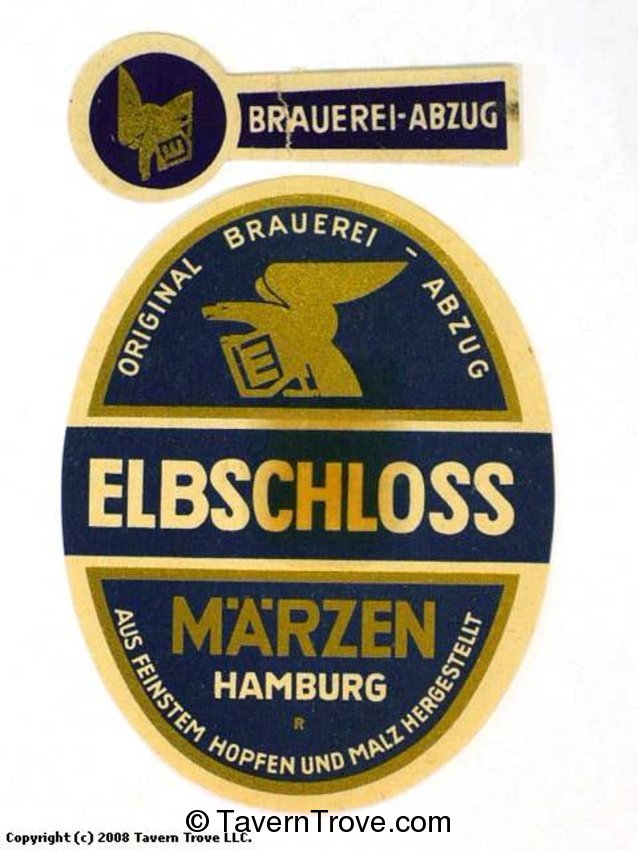 BRAUEREI-ABZUG
ORIGINAL BRAUEREI - ABZUG
E
ELBSCHLOSS
MÄRZEN
HAMBURG
R
AUS FEINSTEM HOPFEN UND MALZ HERGESTELLT
© TavernTrove.com
Copyright (c) 2008 Tavern Trove LLC.